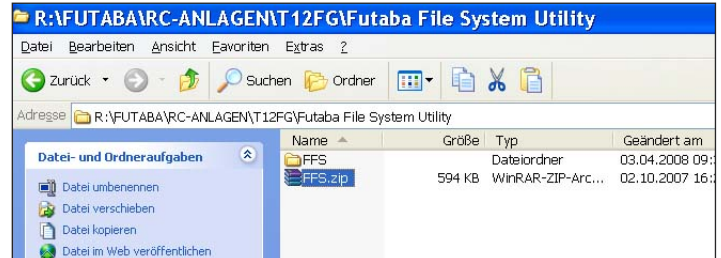 R:\FUTABA\RC-ANLAGEN\T12FG\Futaba File System Utility
Datei Bearbeiten Ansicht Favoriten Extras ?
Zurück Suchen Ordner
Adresse R:\FUTABA\RC-ANLAGEN\T12FG\Futaba File System Utility
Name Größe Typ Geändert am
Datei- und Ordneraufgaben
FFS Dateiordner 03.04.2008 09:
FFS.zip 594 KB WinRAR-ZIP-Arc... 02.10.2007 16:
Datei umbenennen
Datei verschieben
Datei kopieren
Datei im Web veröffentlichen